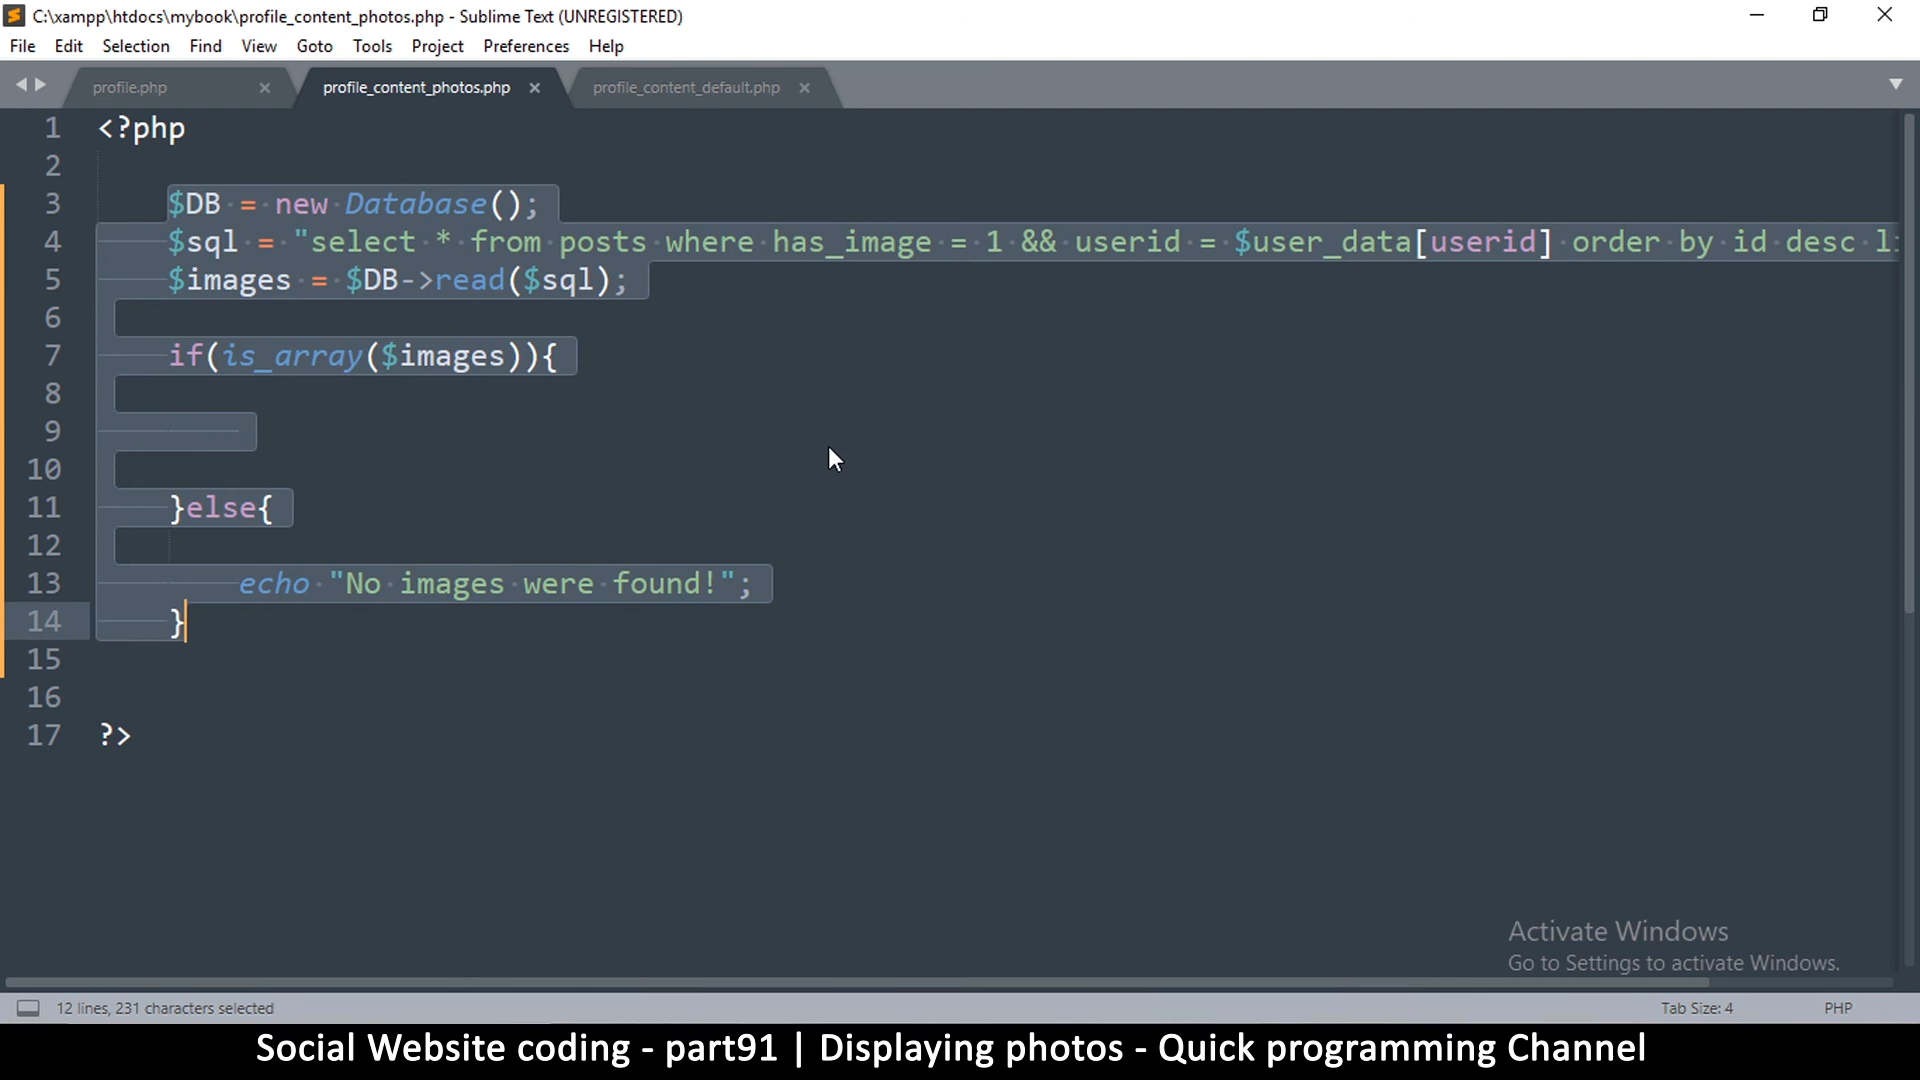 C:\xampp\htdocs\mybook\profile_content_photos.php - Sublime Text (UNREGISTERED)
File Edit Selection Find View Goto Tools Project Preferences Help
profile.php profile_content_photos.php profile_content_default.php
1 <?php
2
3 $DB = new Database();
4 $sql = "select * from posts where has_image = 1 && userid = $user_data[userid] order by id desc
5 $images = $DB->read($sql);
6
7 if(is_array($images)){
8
9
10
11 }else{
12
13 echo "No images were found!";
14 }
15
16
17 ?>
Activate Windows
Go to Settings to activate Windows.
12 lines, 231 characters selected Tab Size: 4 PHP
Social Website coding - part91 | Displaying photos - Quick programming Channel